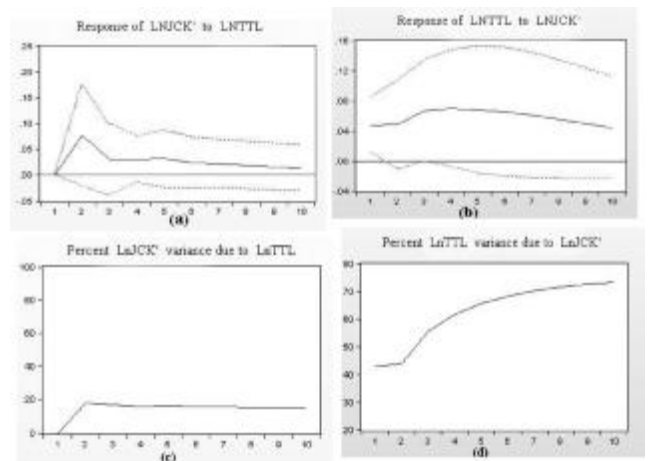 Response of LNJCK' to LNTTL
.25
.20
.15
.10
.05
.00
-.05
1 2 3 4 5 6 7 8 9 10
(a)
Response of LNTTL to LNJCK'
.16
.12
.08
.04
.00
-.04
1 2 3 4 5 6 7 8 9 10
(b)
Percent LnJCK' variance due to LnTTL
100
80
60
40
20
0
1 2 3 4 5 6 7 8 9 10
(c)
Percent LnTTL variance due to LnJCK'
80
70
60
50
40
30
20
1 2 3 4 5 6 7 8 9 10
(d)